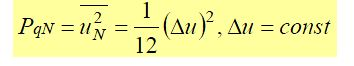 $P_{qN} = \overline{u_N^2} = \frac{1}{12}(\Delta u)^2, \Delta u = const$